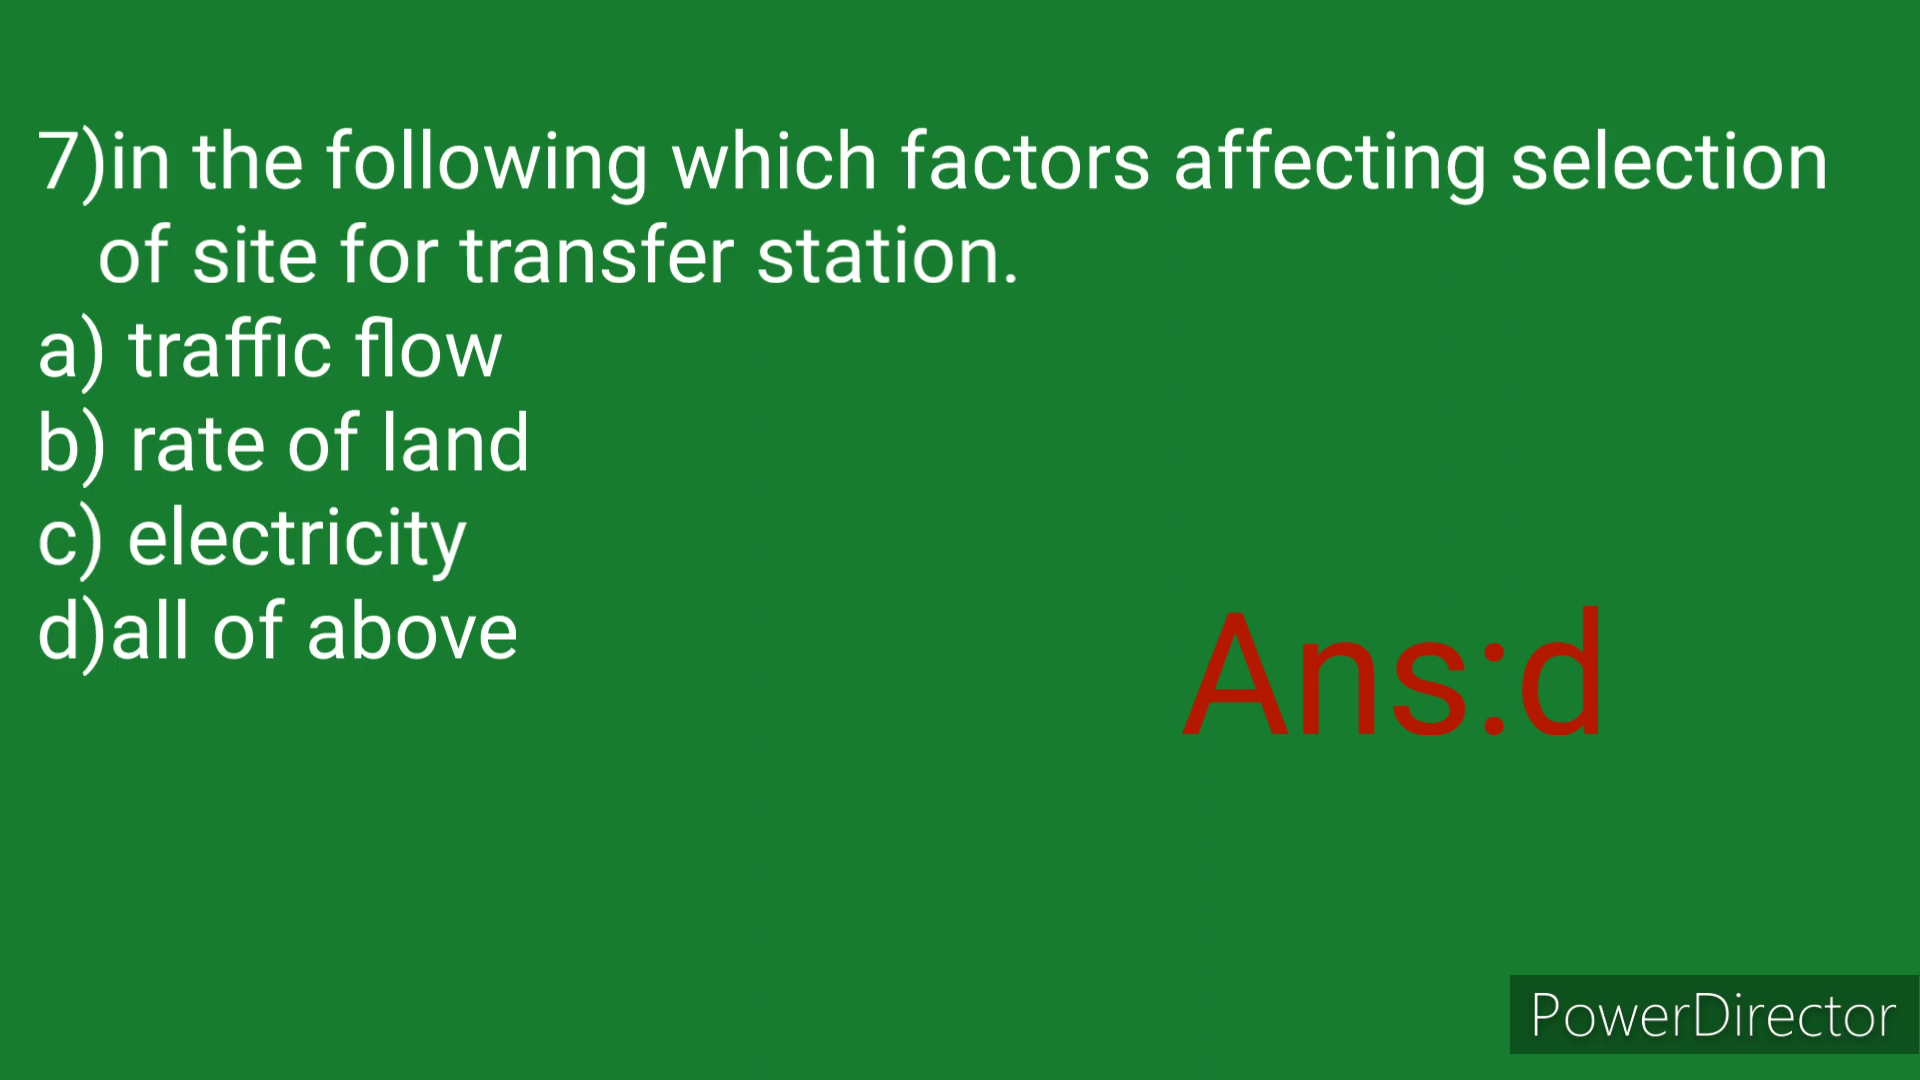 7)in the following which factors affecting selection
of site for transfer station.
a) traffic flow
b) rate of land
c) electricity
d)all of above
Ans:d
PowerDirector